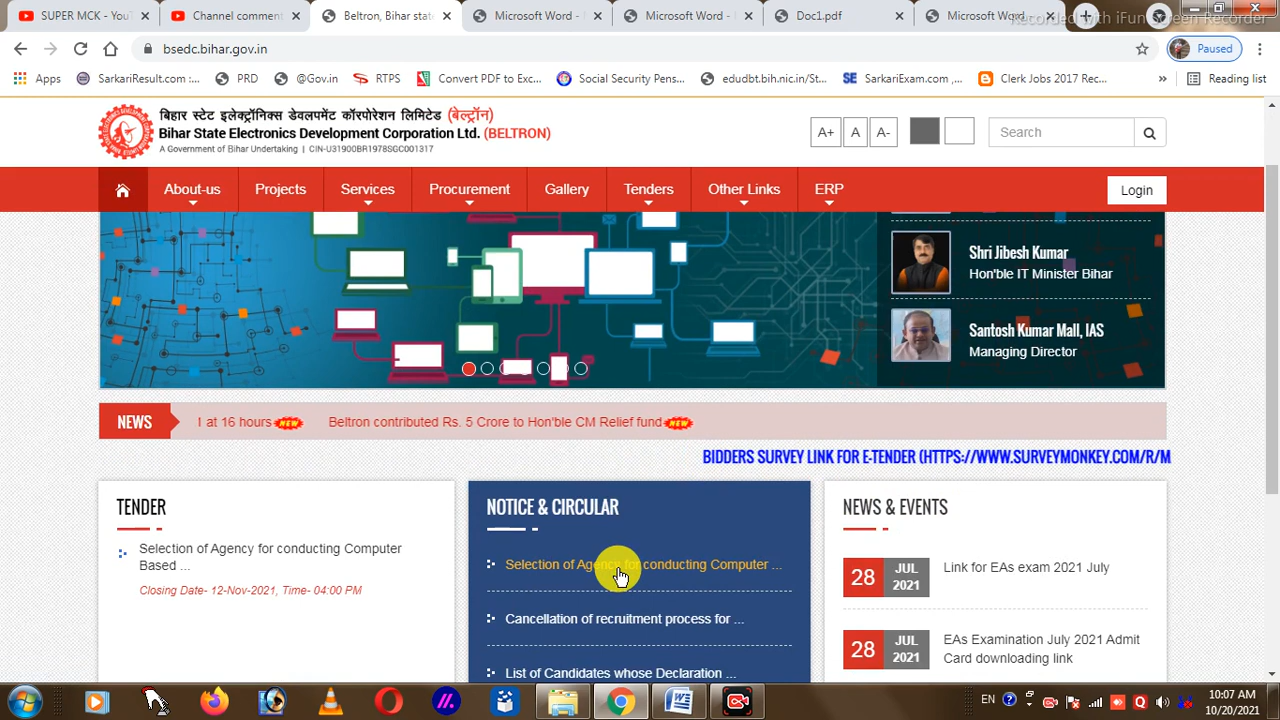 SUPER MCK - YouT
Channel comment
Beltron, Bihar stat
Microsoft Word -
Microsoft Word -
Doc1.pdf
Microsoft Word
Recorded with iFun Screen Recorder
bsedc.bihar.gov.in
Paused
Apps
SarkariResult.com :...
PRD
@Gov.in
RTPS
Convert PDF to Exc...
Social Security Pens...
edudbt.bih.nic.in/St...
SarkariExam.com ,...
Clerk Jobs 2017 Rec...
»
Reading list
बिहार स्टेट इलेक्ट्रॉनिक्स डेवलपमेंट कॉरपोरेशन लिमिटेड (बेल्ट्रॉन)
Bihar State Electronics Development Corporation Ltd. (BELTRON)
A Government of Bihar Undertaking | CIN-U31900BR1978SGC001317
A+ A A-
Search
About-us Projects Services Procurement Gallery Tenders Other Links ERP
Login
Shri Jibesh Kumar
Hon'ble IT Minister Bihar
Santosh Kumar Mall, IAS
Managing Director
NEWS
1 at 16 hours NEW Beltron contributed Rs. 5 Crore to Hon'ble CM Relief fund NEW
BIDDERS SURVEY LINK FOR E-TENDER (HTTPS://WWW.SURVEYMONKEY.COM/R/M
TENDER
Selection of Agency for conducting Computer
Based ...
Closing Date- 12-Nov-2021, Time- 04:00 PM
NOTICE & CIRCULAR
Selection of Agency for conducting Computer ...
Cancellation of recruitment process for ...
List of Candidates whose Declaration ...
NEWS & EVENTS
28 JUL 2021
Link for EAs exam 2021 July
28 JUL 2021
EAs Examination July 2021 Admit
Card downloading link
EN
10:07 AM
10/20/2021